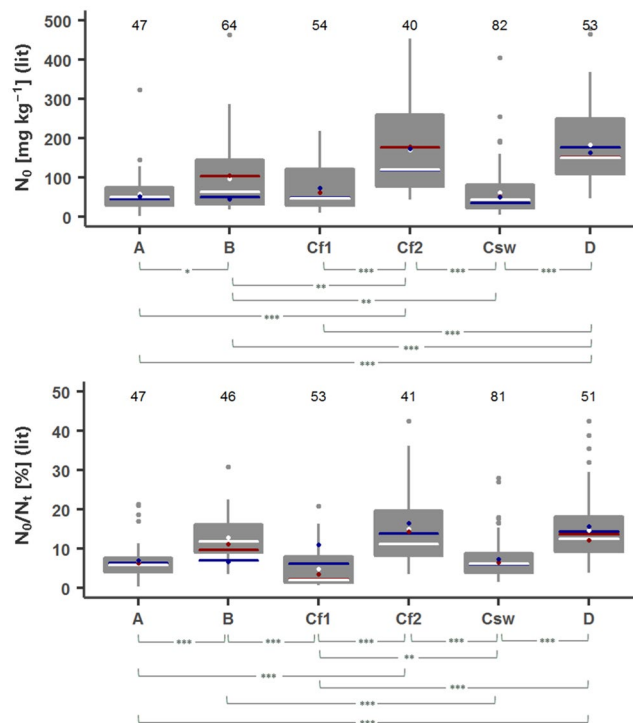 47 64 54 40 82 53
500
400
300
200
100
0
N₀ [mg kg⁻¹] (lit)
A B Cf1 Cf2 Csw D
* *** *** ***
**
**
***
***
***
***
47 46 53 41 81 51
50
40
30
20
10
0
N₀/Nₜ [%] (lit)
A B Cf1 Cf2 Csw D
*** *** *** *** ***
**
***
***
***
***